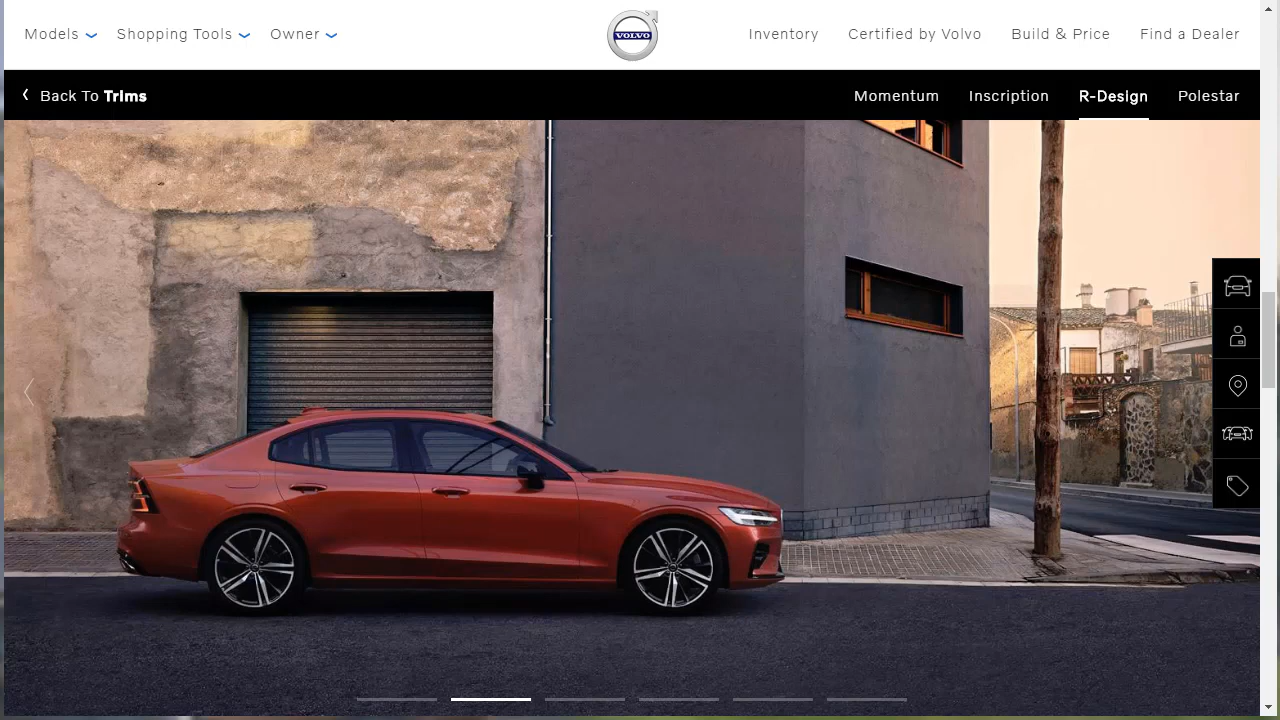 Models
Shopping Tools
Owner
VOLVO
Inventory
Certified by Volvo
Build & Price
Find a Dealer
Back To Trims
Momentum
Inscription
R-Design
Polestar